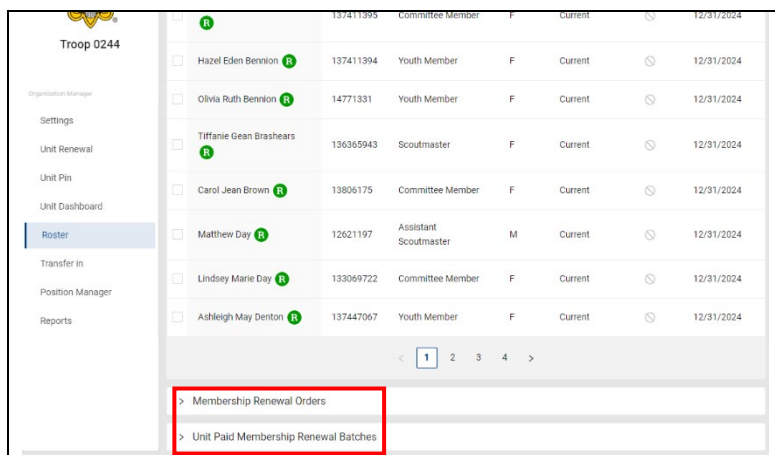 137411395 Committee Member F Current 12/31/2024
R
Troop 0244
Hazel Eden Bennion R 137411394 Youth Member F Current 12/31/2024
Organization Manager
Olivia Ruth Bennion R 14771331 Youth Member F Current 12/31/2024
Settings
Tiffanie Gean Brashears
R 136365943 Scoutmaster F Current 12/31/2024
Unit Renewal
Unit Pin
Carol Jean Brown R 13806175 Committee Member F Current 12/31/2024
Unit Dashboard
Roster
Matthew Day R 12621197 Assistant
Scoutmaster M Current 12/31/2024
Transfer in
Lindsey Marie Day R 133069722 Committee Member F Current 12/31/2024
Position Manager
Reports
Ashleigh May Denton R 137447067 Youth Member F Current 12/31/2024
< 1 2 3 4 >
> Membership Renewal Orders
> Unit Paid Membership Renewal Batches